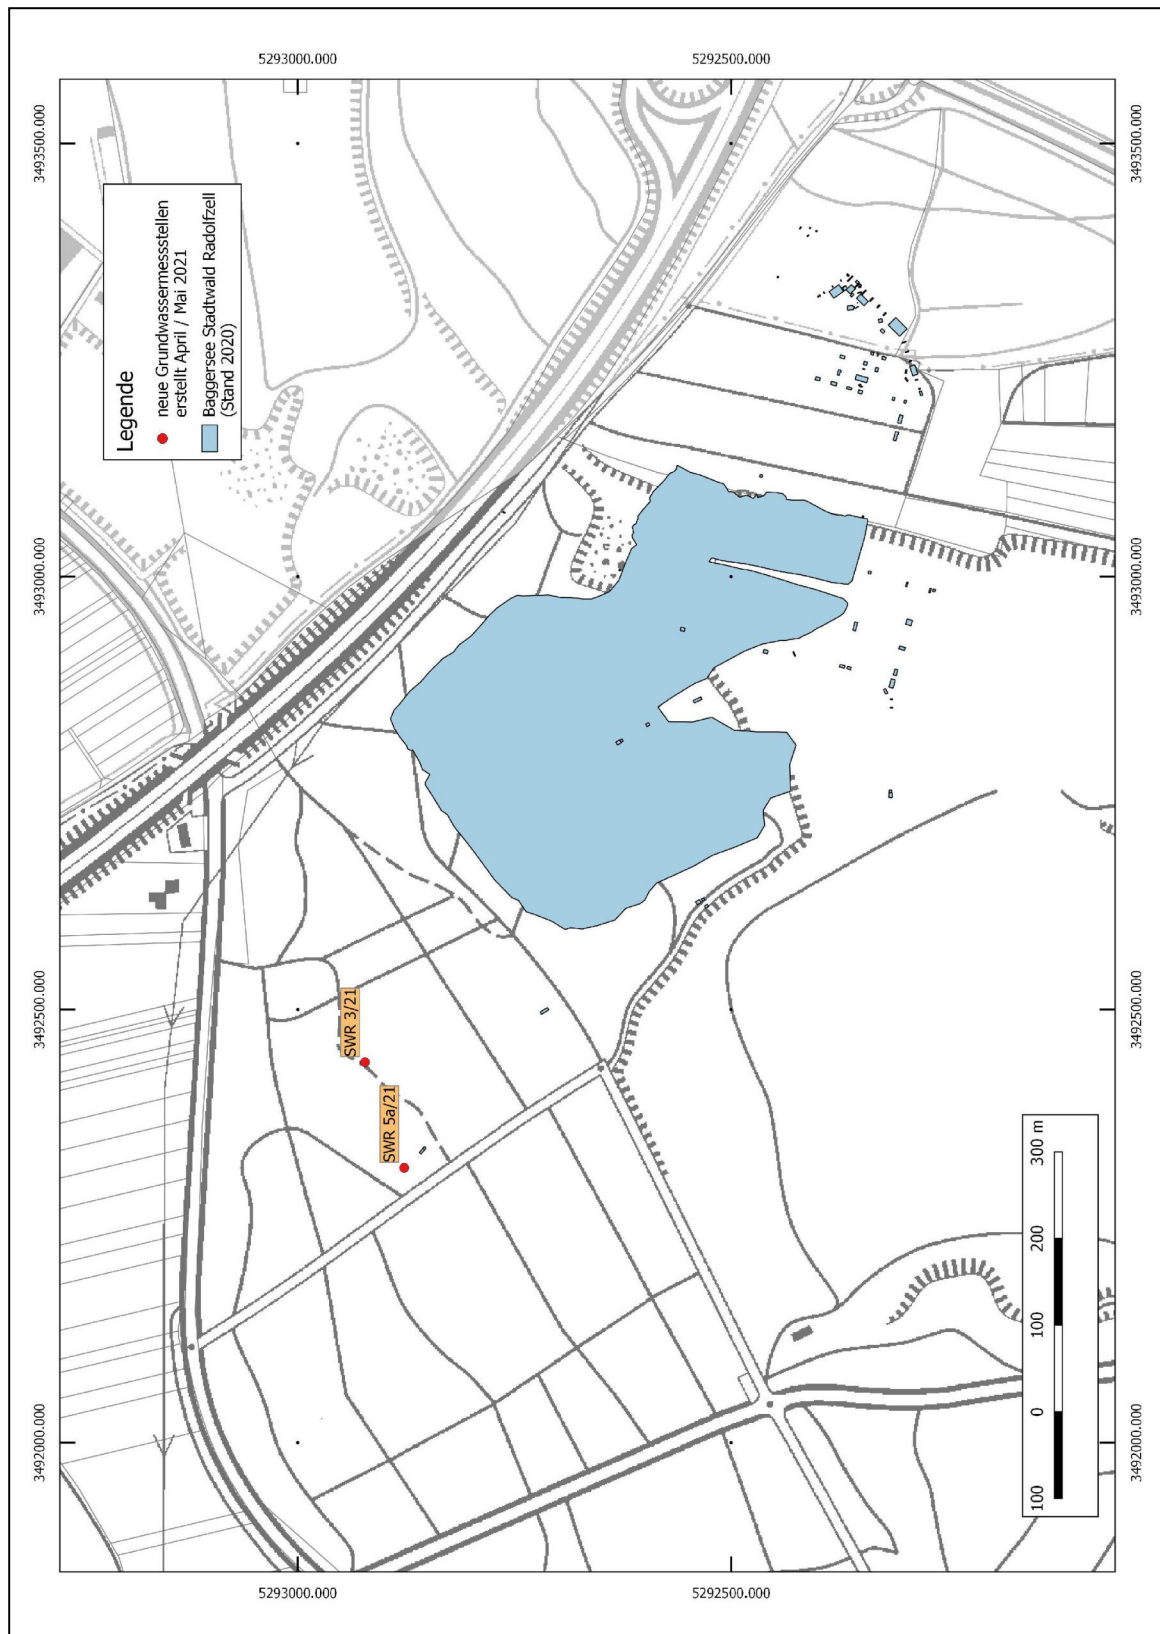 5293000.000
5292500.000
3493500.000
3493500.000
Legende
neue Grundwassermessstellen
erstellt April / Mai 2021
Baggersee Stadtwald Radolfzell
(Stand 2020)
3493000.000
3493000.000
3492500.000
3492500.000
SWR 3/21
SWR 5a/21
100 0 100 200 300 m
3492000.000
3492000.000
5293000.000
5292500.000